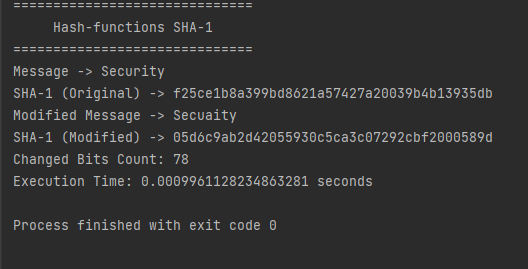 ==============================
Hash-functions SHA-1
==============================
Message -> Security
SHA-1 (Original) -> f25ce1b8a399bd8621a57427a20039b4b13935db
Modified Message -> Secuaity
SHA-1 (Modified) -> 05d6c9ab2d42055930c5ca3c07292cbf2000589d
Changed Bits Count: 78
Execution Time: 0.0009961128234863281 seconds
Process finished with exit code 0